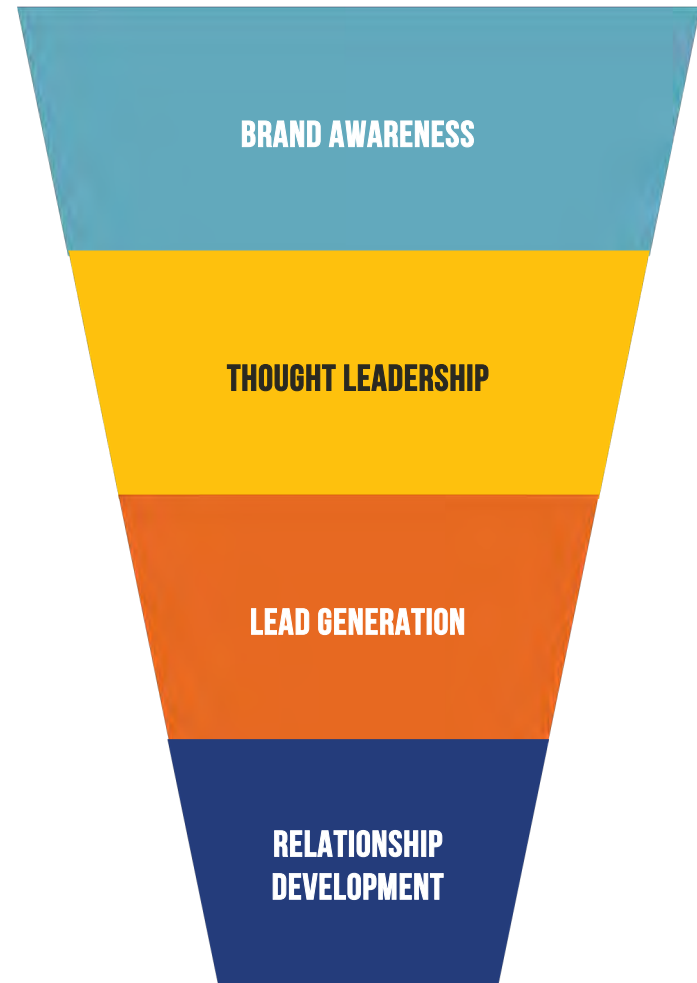 BRAND AWARENESS
THOUGHT LEADERSHIP
LEAD GENERATION
RELATIONSHIP
DEVELOPMENT